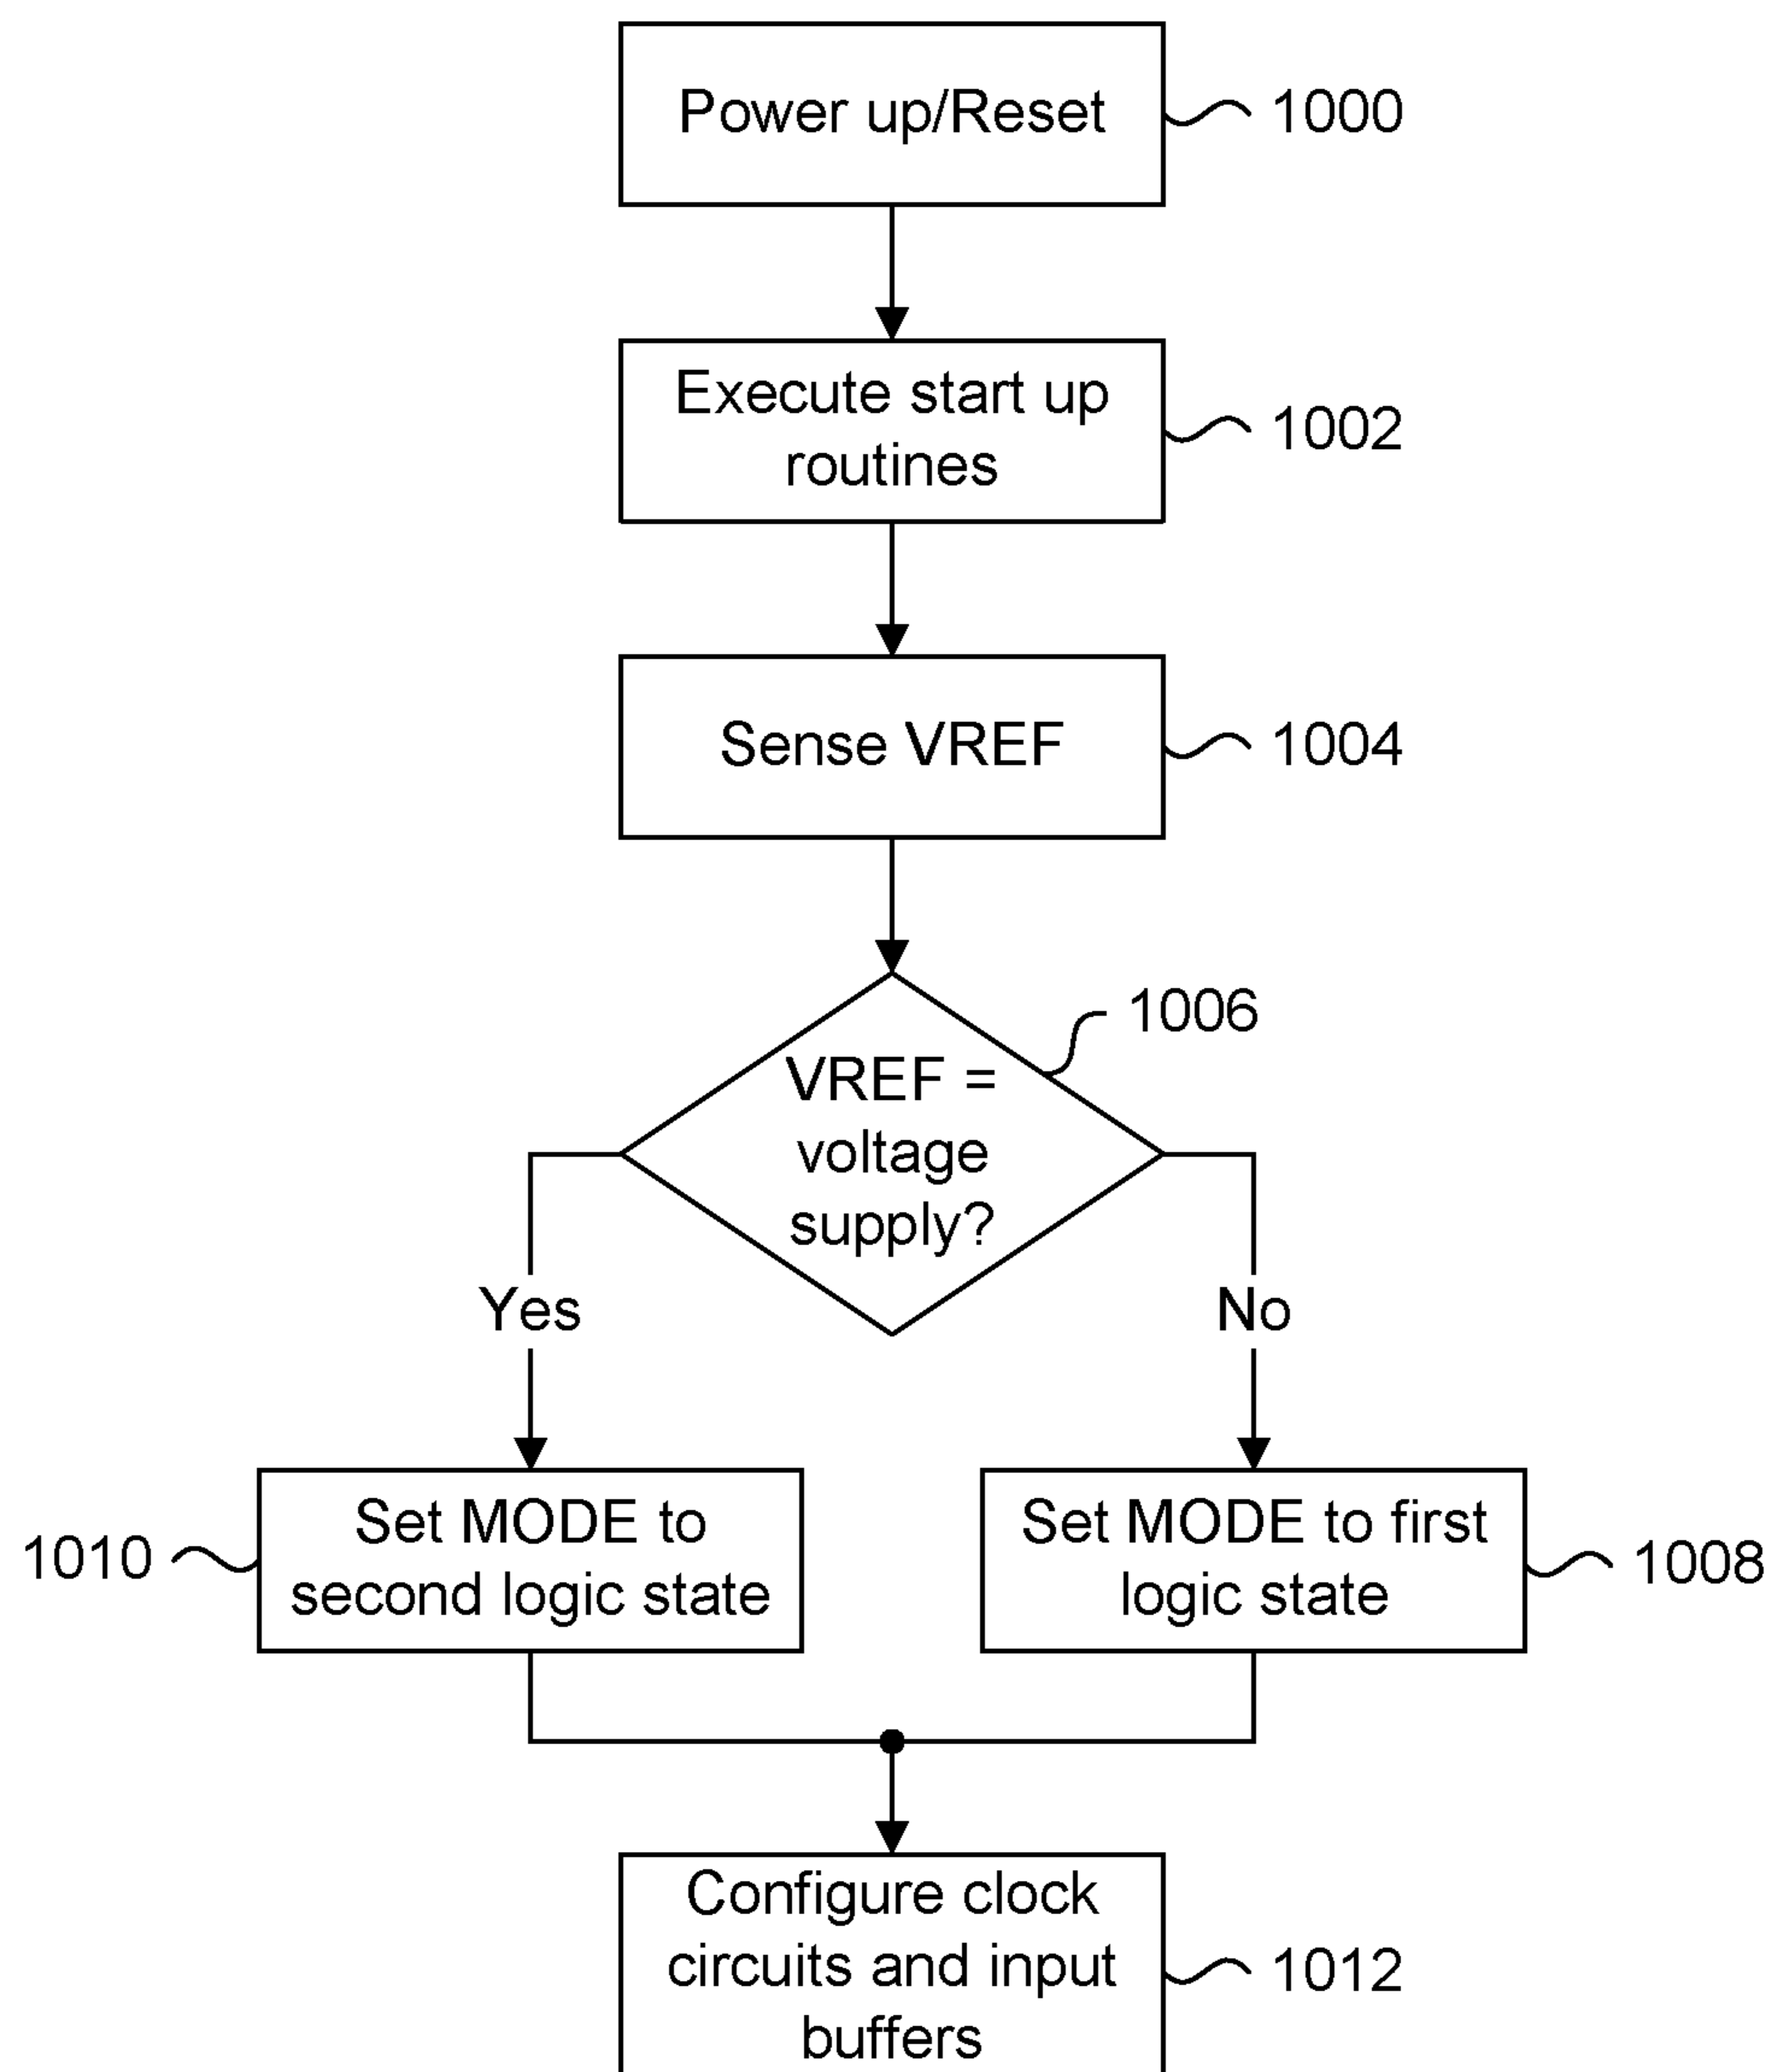 Power up/Reset
1000
Execute start up
routines
1002
Sense VREF
1004
1006
VREF =
voltage
supply?
Yes
No
1010
Set MODE to
second logic state
Set MODE to first
logic state
1008
Configure clock
circuits and input
buffers
1012